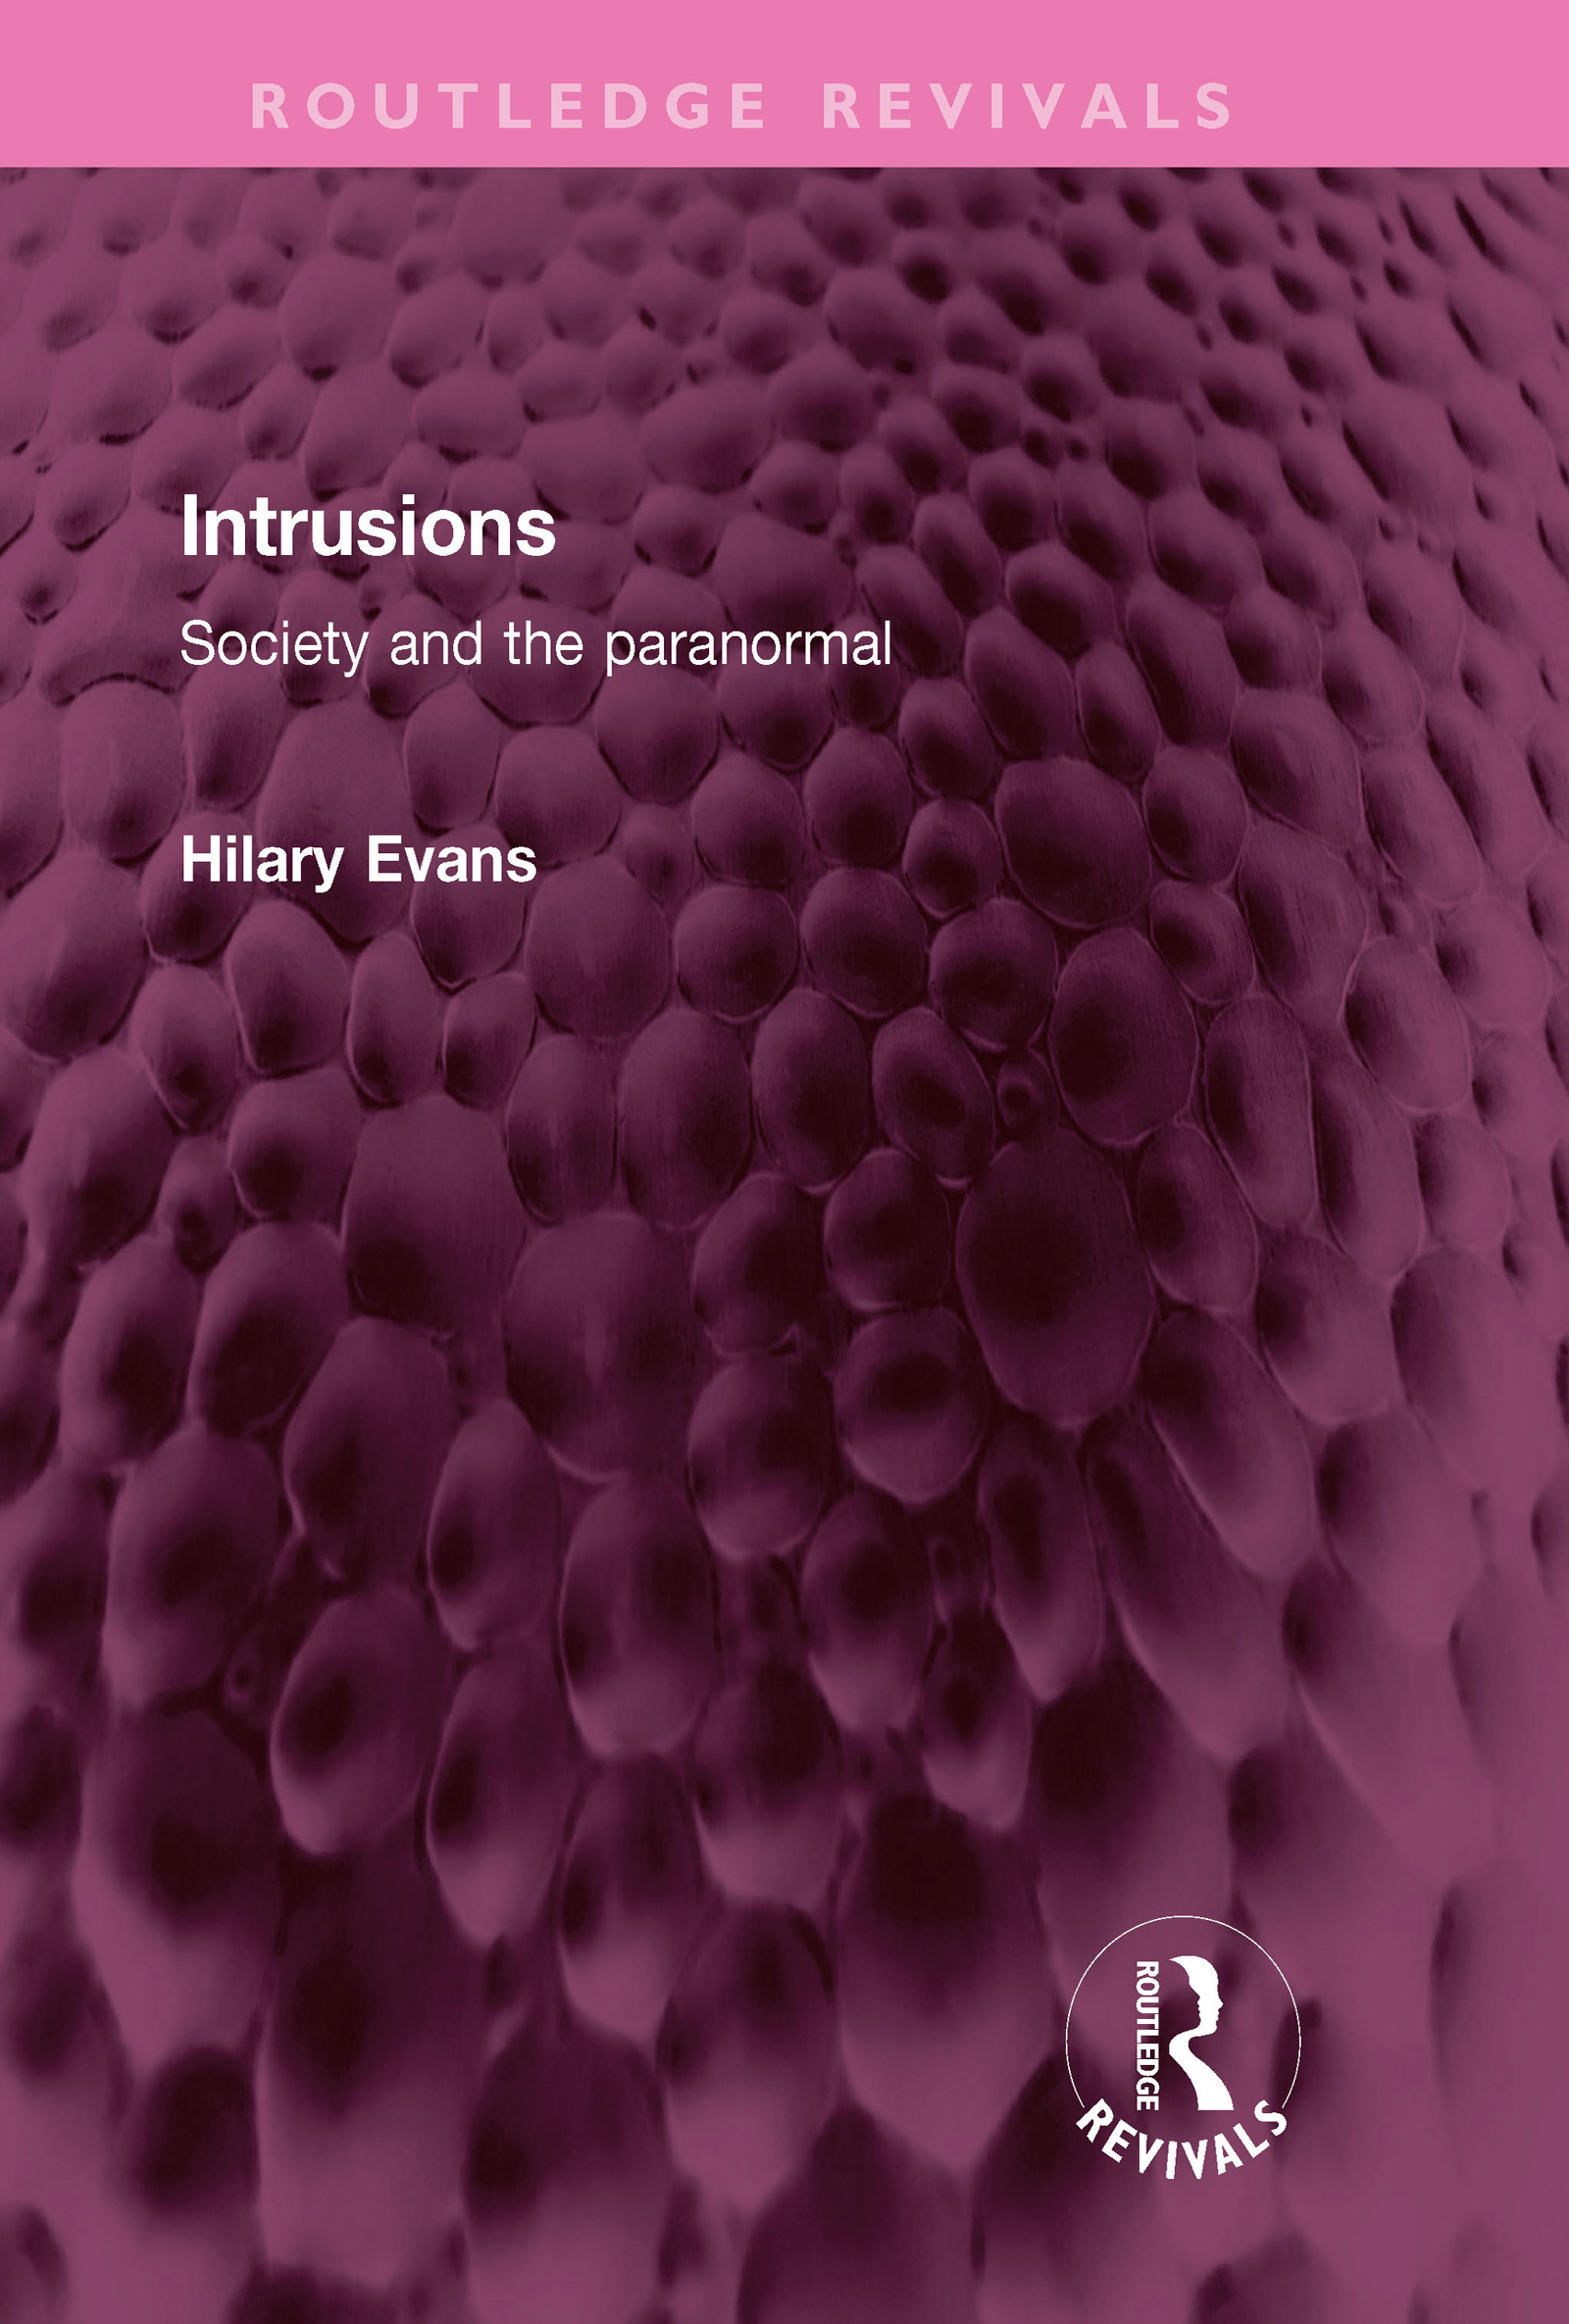 ROUTLEDGE REVIVALS
Intrusions
Society and the paranormal
Hilary Evans
ROUTLEDGE
REVIVALS